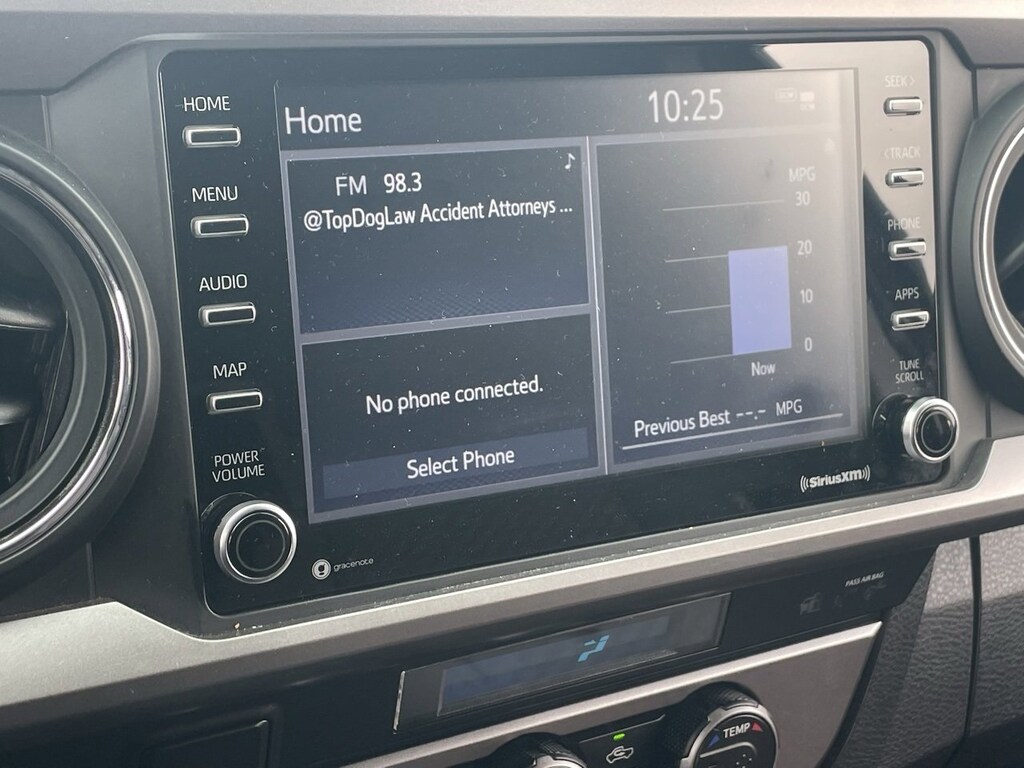 HOME
MENU
AUDIO
MAP
POWER
VOLUME
Home
10:25
FM 98.3
@TopDogLaw Accident Attorneys ...
No phone connected.
Select Phone
MPG
30
20
10
0
Now
Previous Best --.- MPG
SEEK >
< TRACK
PHONE
APPS
TUNE
SCROLL
((SiriusXM))
gracenote
PASS AIR BAG
TEMP